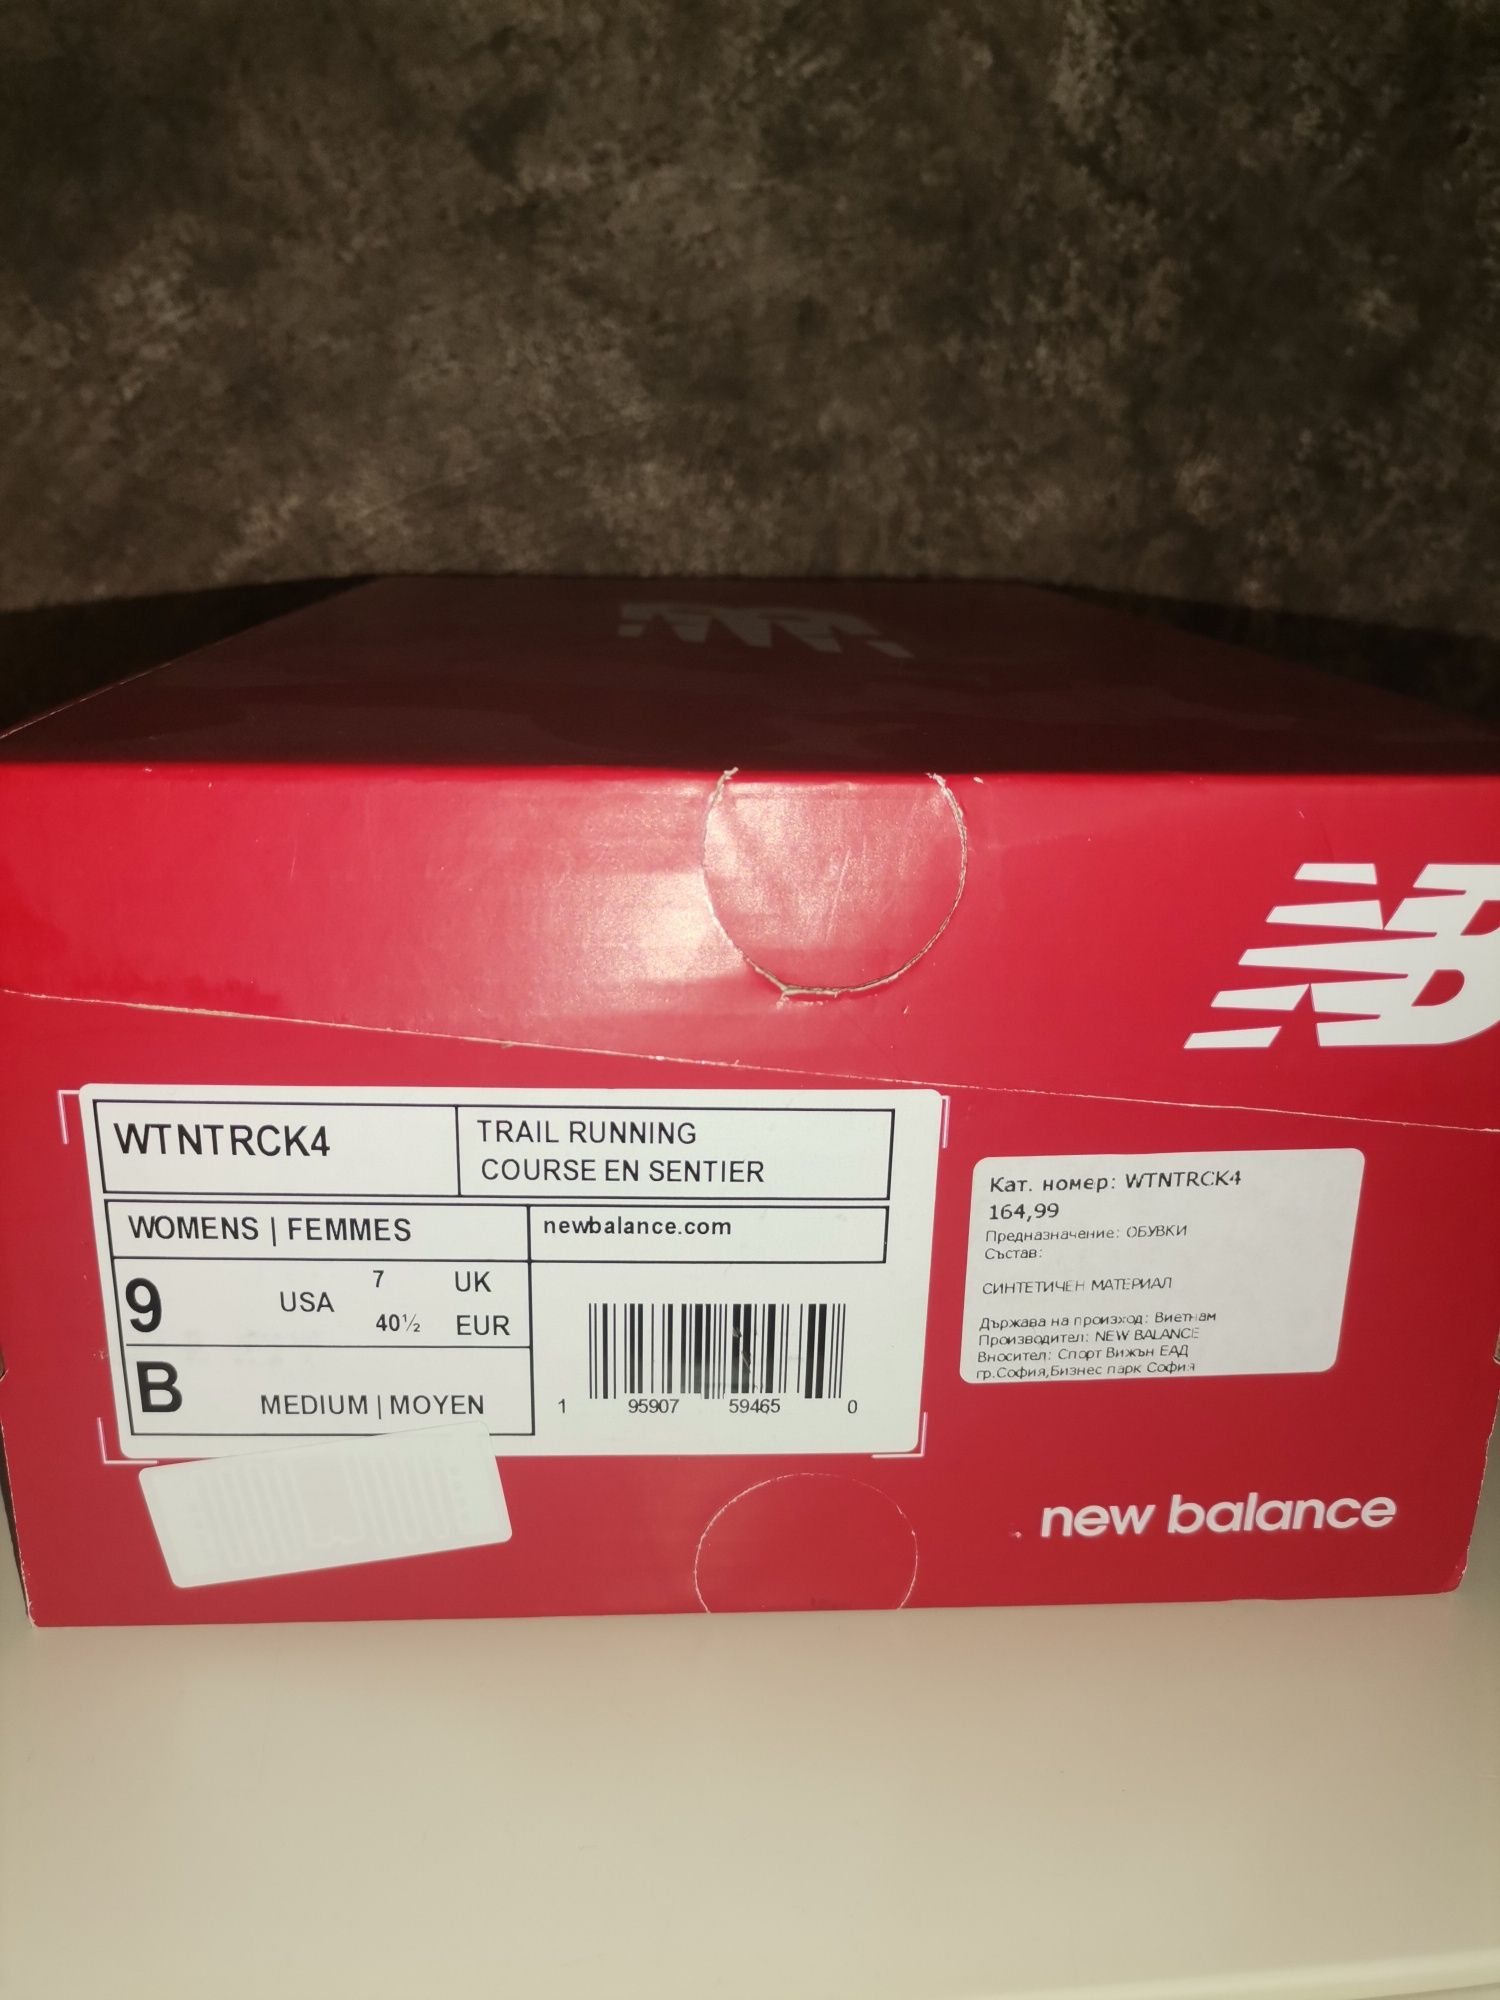 WTNTRCK4
TRAIL RUNNING
COURSE EN SENTIER
WOMENS | FEMMES
newbalance.com
9 USA 7 UK
40½ EUR
B MEDIUM | MOYEN
1 95907 59465 0
Кат. номер: WTNTRCK4
164,99
Предназначение: ОБУВКИ
Състав:
СИНТЕТИЧЕН МАТЕРИАЛ
Държава на произход: Виетнам
Производител: NEW BALANCE
Вносител: Спорт Вижън ЕАД
гр.София,Бизнес парк София
NB
new balance